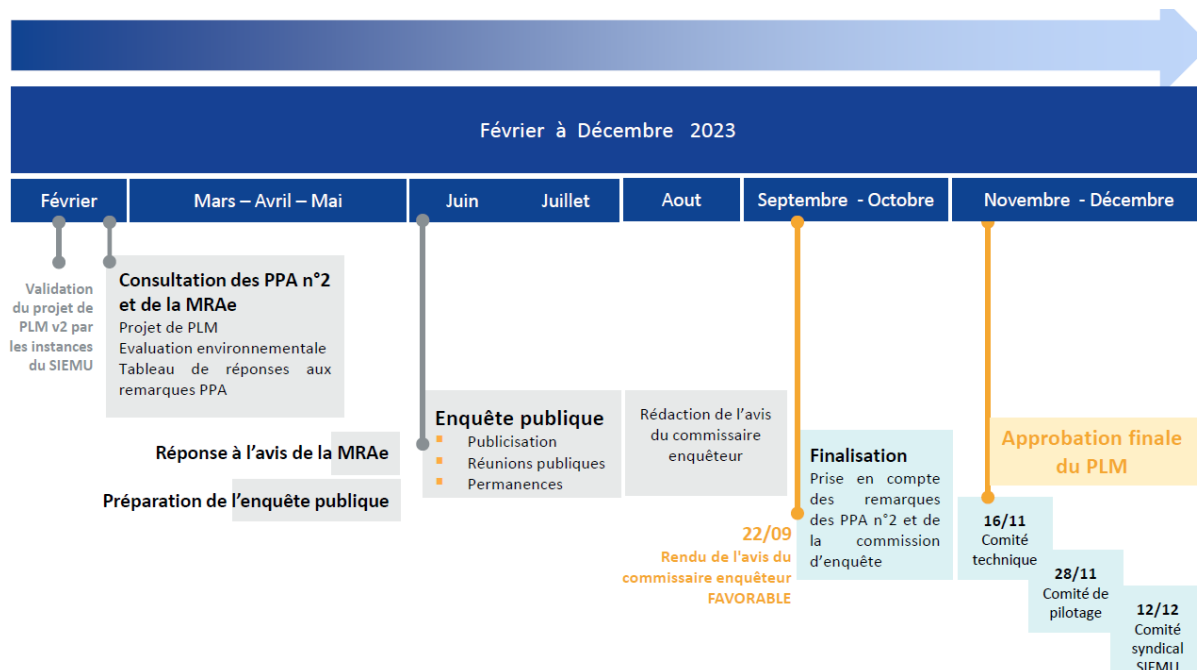 Février à Décembre 2023
Février
Mars – Avril – Mai
Juin
Juillet
Aout
Septembre - Octobre
Novembre - Décembre
Validation
du projet de
PLM v2 par
les instances
du SIEMU
Consultation des PPA n°2
et de la MRAe
Projet de PLM
Evaluation environnementale
Tableau de réponses aux
remarques PPA
Réponse à l’avis de la MRAe
Préparation de l’enquête publique
Enquête publique
Publicisation
Réunions publiques
Permanences
Rédaction de l’avis
du commissaire
enquêteur
22/09
Rendu de l'avis du
commissaire enquêteur
FAVORABLE
Finalisation
Prise en compte
des remarques
des PPA n°2 et de
la commission
d’enquête
Approbation finale
du PLM
16/11
Comité
technique
28/11
Comité de
pilotage
12/12
Comité
syndical
SIEMU